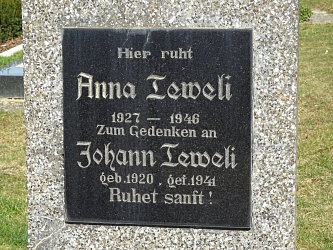 Hier ruht
Anna Teweli
1927 — 1946
Zum Gedenken an
Johann Teweli
geb. 1920, gef. 1941
Ruhet sanft!